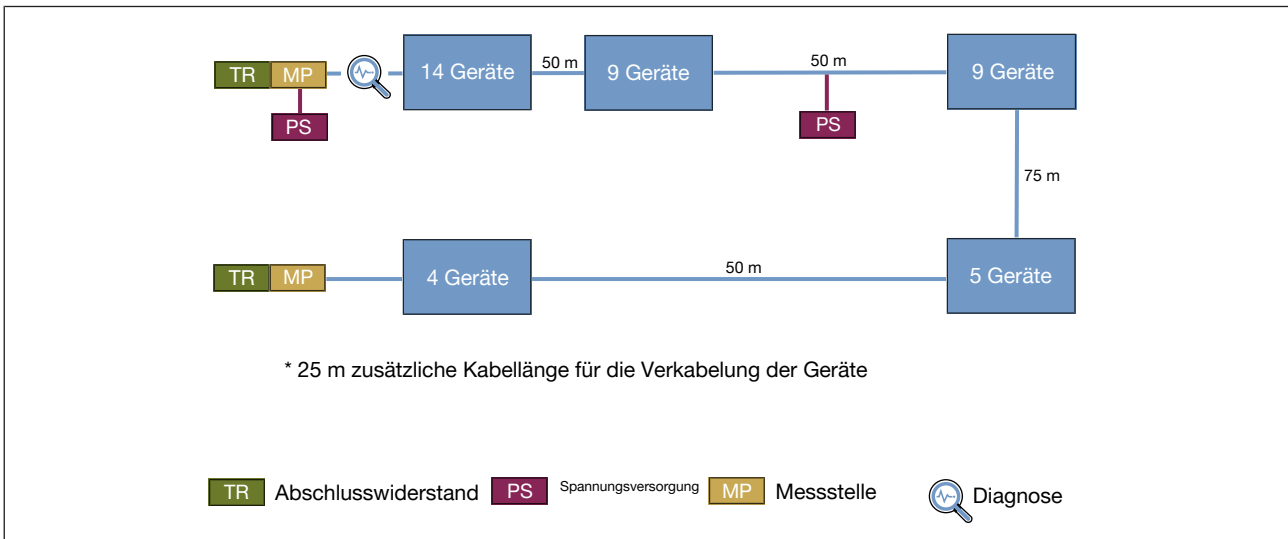 TR MP
14 Geräte
50 m
9 Geräte
50 m
9 Geräte
PS
PS
75 m
TR MP
4 Geräte
50 m
5 Geräte
* 25 m zusätzliche Kabellänge für die Verkabelung der Geräte
TR Abschlusswiderstand PS Spannungsversorgung MP Messstelle Diagnose